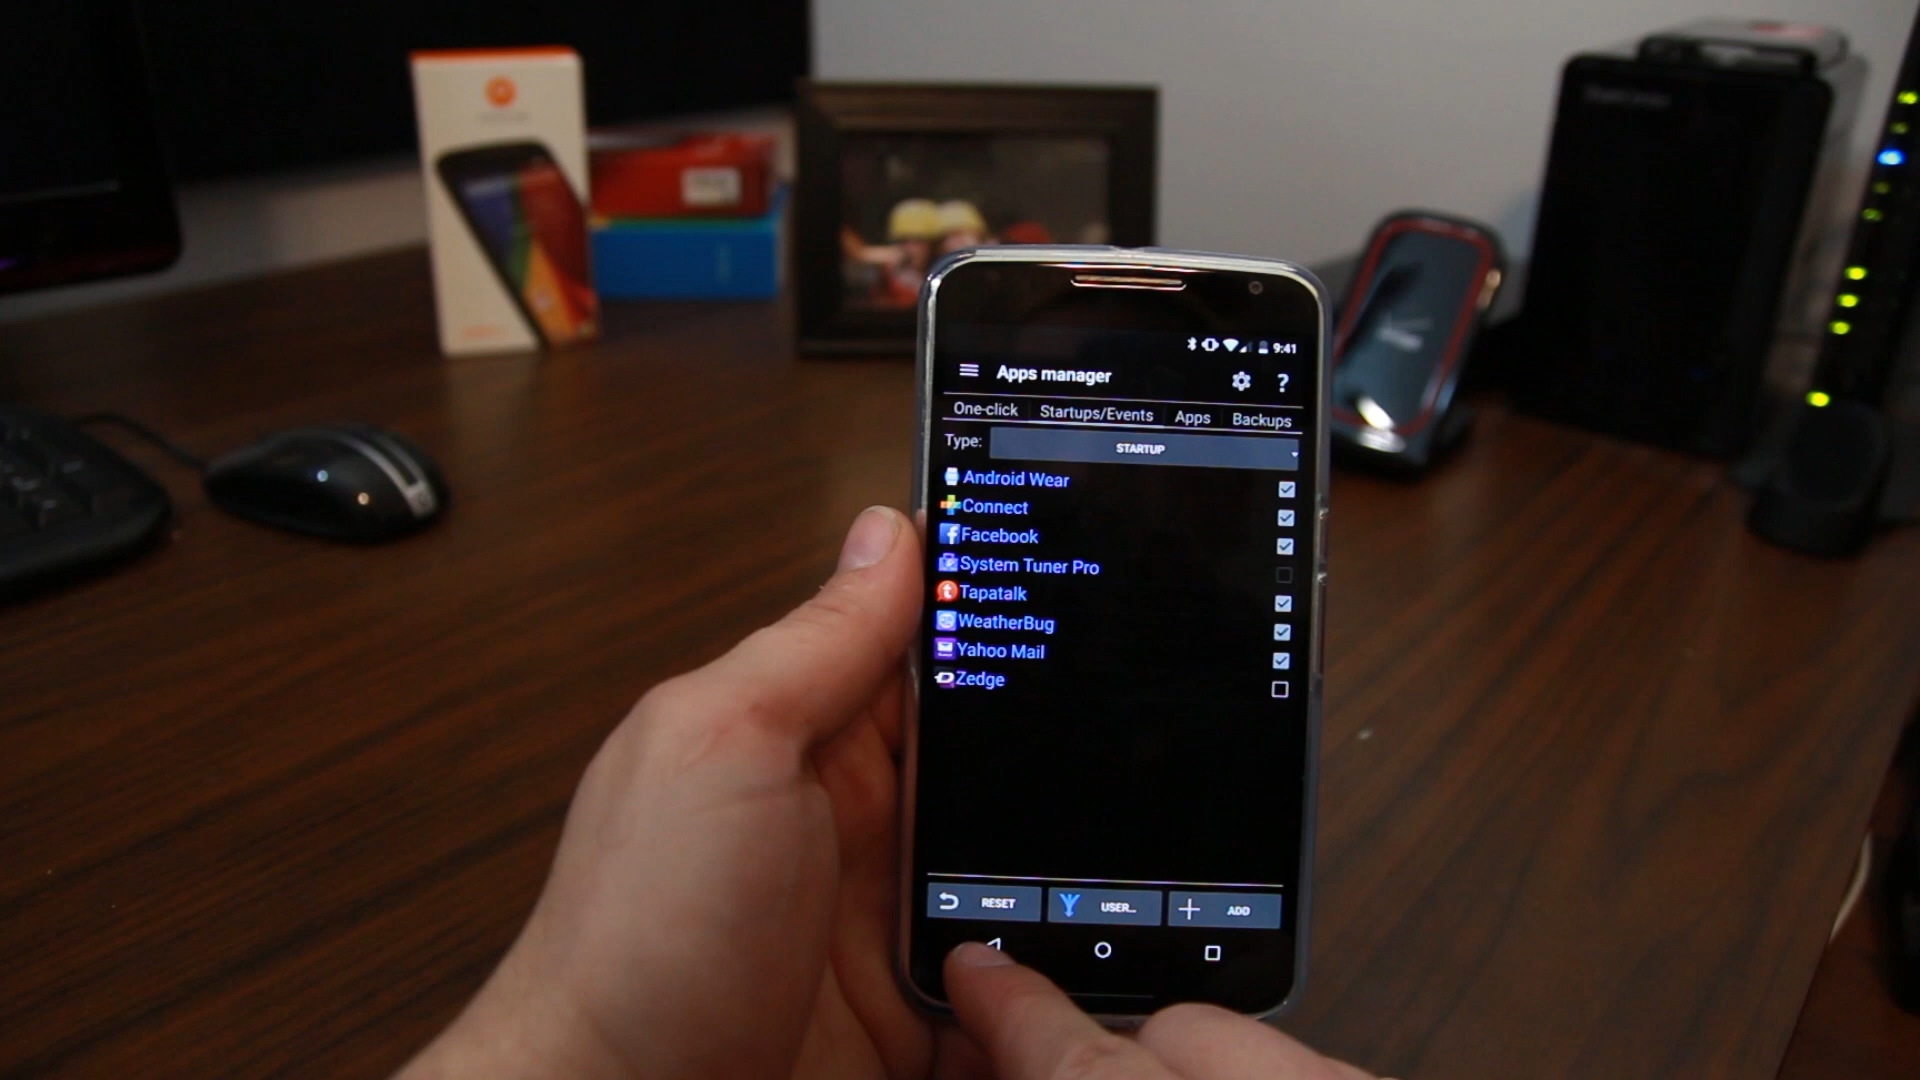 9:41
Apps manager ?
One-click Startups/Events Apps Backups
Type: STARTUP
Android Wear
Connect
Facebook
System Tuner Pro
Tapatalk
WeatherBug
Yahoo Mail
Zedge
RESET USER... ADD